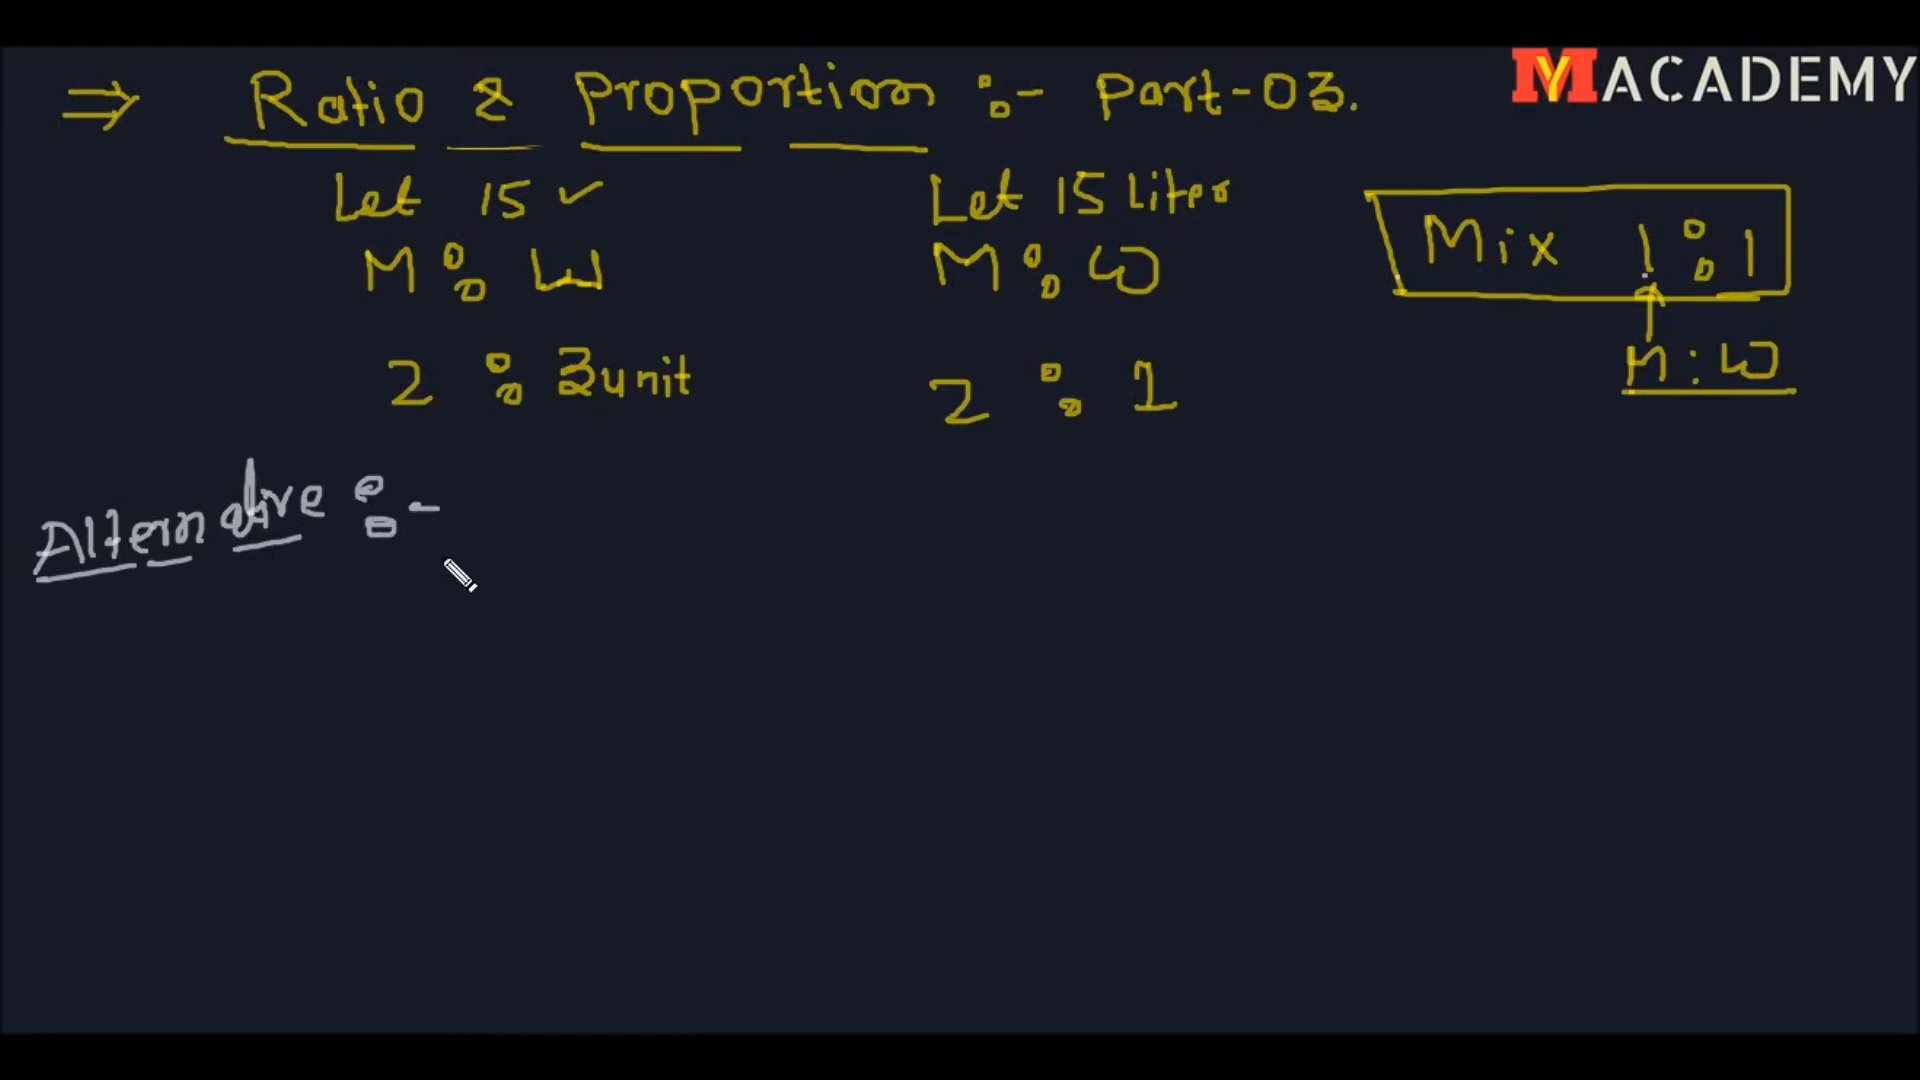 ⇒ Ratio & Proportion :- Part-03.
MACADEMY
Let 15 ✓
M : W
2 : 3unit
Let 15 Liter
M : W
2 : 1
Mix 1 : 1
M : W
Alternative :-